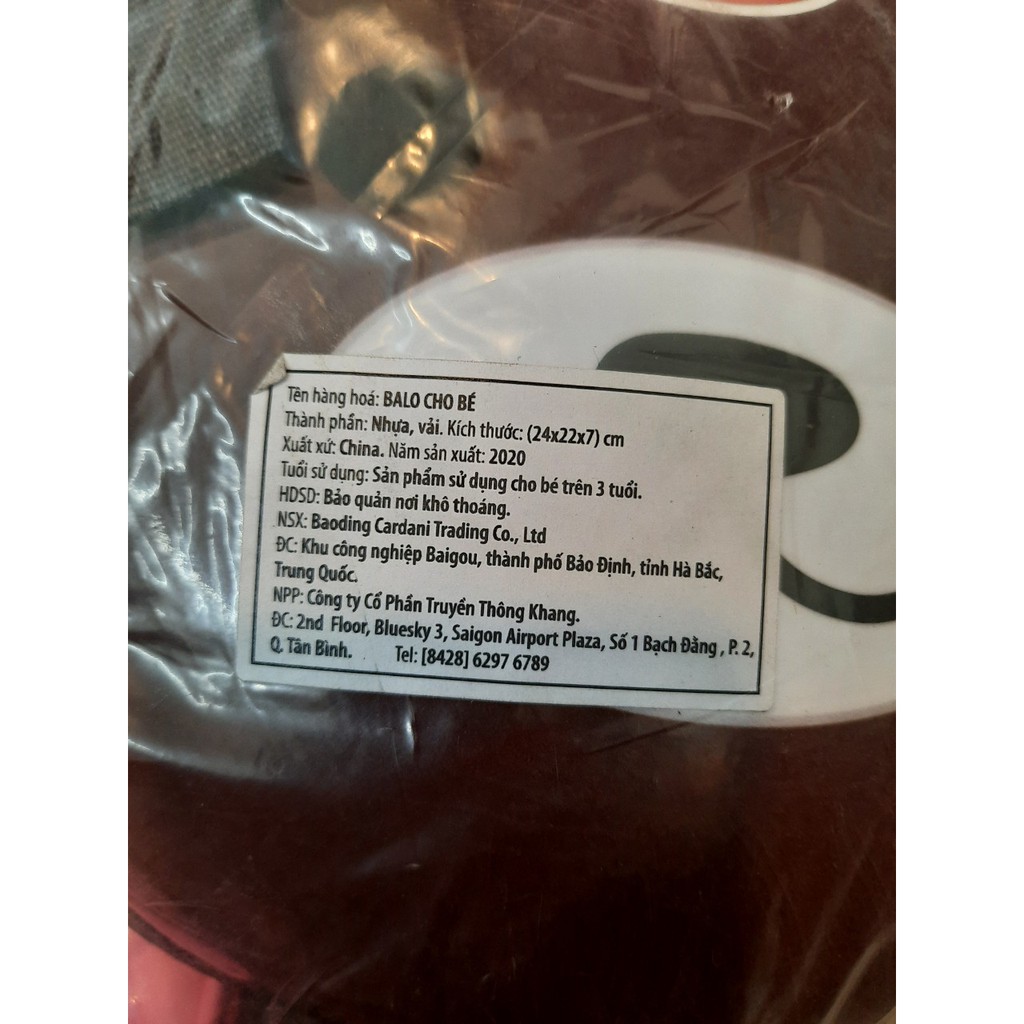 Tên hàng hoá: BALO CHO BÉ
Thành phần: Nhựa, vải. Kích thước: (24x22x7) cm
Xuất xứ: China. Năm sản xuất: 2020
Tuổi sử dụng: Sản phẩm sử dụng cho bé trên 3 tuổi.
HDSD: Bảo quản nơi khô thoáng.
NSX: Baoding Cardani Trading Co., Ltd
ĐC: Khu công nghiệp Baigou, thành phố Bảo Định, tỉnh Hà Bắc,
Trung Quốc.
NPP: Công ty Cổ Phần Truyền Thông Khang.
ĐC: 2nd Floor, Bluesky 3, Saigon Airport Plaza, Số 1 Bạch Đằng , P. 2,
Q. Tân Bình. Tel: [8428] 6297 6789